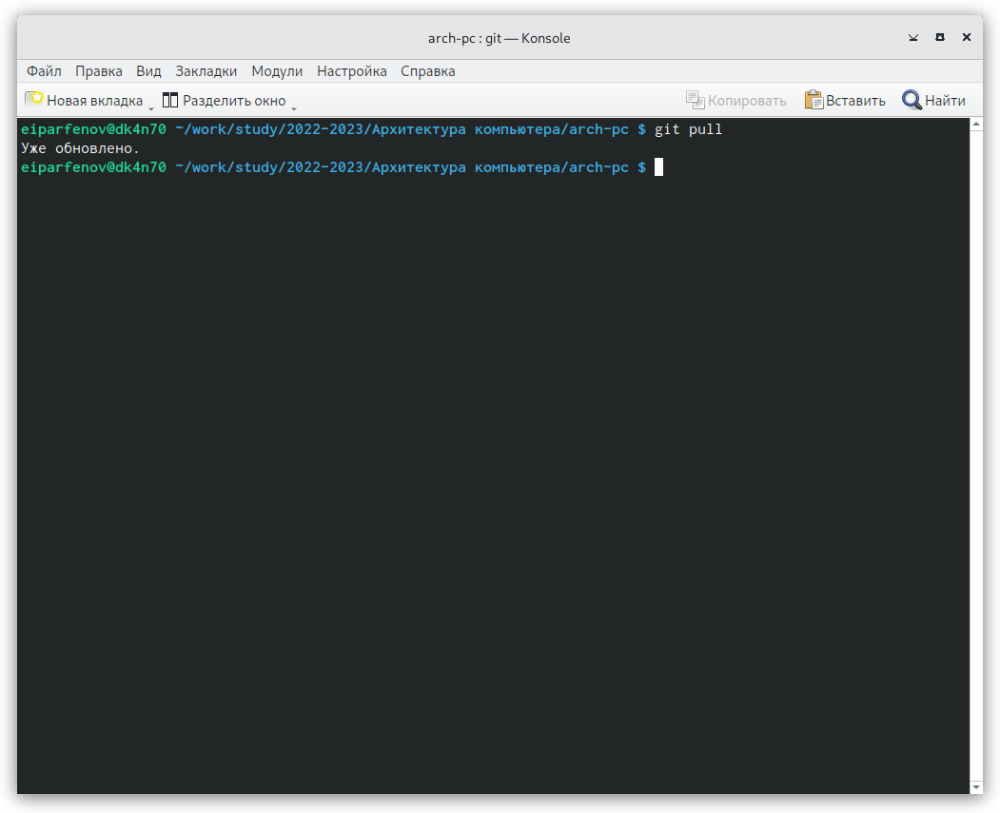 arch-pc : git — Konsole
Файл Правка Вид Закладки Модули Настройка Справка
Новая вкладка Разделить окно Копировать Вставить Найти
eiparfenov@dk4n70 ~/work/study/2022-2023/Архитектура компьютера/arch-pc $ git pull
Уже обновлено.
eiparfenov@dk4n70 ~/work/study/2022-2023/Архитектура компьютера/arch-pc $